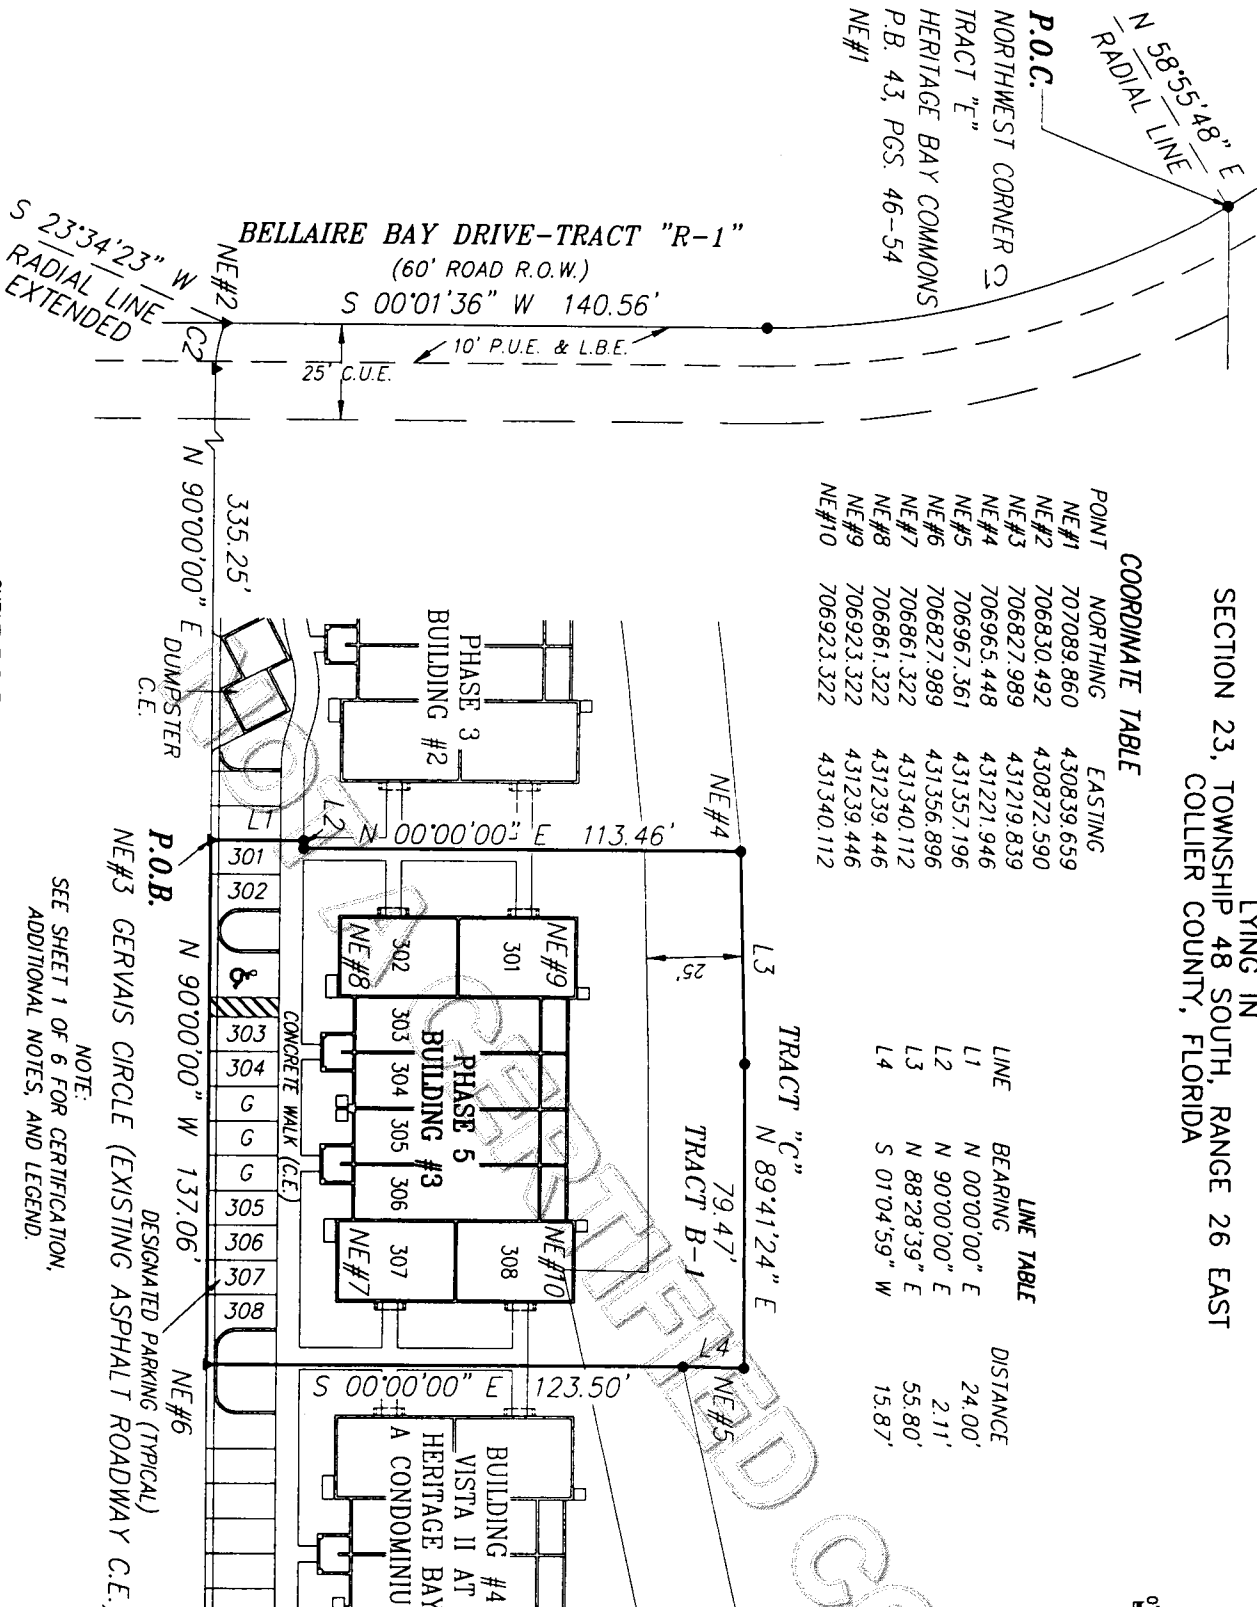 LYING IN
SECTION 23, TOWNSHIP 48 SOUTH, RANGE 26 EAST
COLLIER COUNTY, FLORIDA
N 58°55'48" E
RADIAL LINE
P.O.C.
NORTHWEST CORNER
TRACT "E"
HERITAGE BAY COMMONS
P.B. 43, PGS. 46-54
NE#1
COORDINATE TABLE
POINT NORTHING EASTING
NE#1 707089.860 430839.659
NE#2 706830.492 430872.590
NE#3 706827.989 431219.839
NE#4 706965.448 431221.946
NE#5 706967.361 431357.196
NE#6 706827.989 431356.896
NE#7 706861.322 431340.112
NE#8 706861.322 431239.446
NE#9 706923.322 431239.446
NE#10 706923.322 431340.112
LINE TABLE
LINE BEARING DISTANCE
L1 N 00°00'00" E 24.00'
L2 N 90°00'00" E 2.11'
L3 N 88°28'39" E 55.80'
L4 S 01°04'59" W 15.87'
BELLAIRE BAY DRIVE-TRACT "R-1"
(60' ROAD R.O.W.)
S 00°01'36" W 140.56'
10' P.U.E. & L.B.E.
25' C.U.E.
NE#2
C2
S 23°34'23" W
RADIAL LINE
EXTENDED
335.25'
N 90°00'00" E
DUMPSTER
C.E.
PHASE 3
BUILDING #2
NE#4
L3
25'
TRACT "C"
N 89°41'24" E
79.47'
TRACT B-1
N 00°00'00" E 113.46'
L2
L1
NE#9
301
302
NE#8
303
304
305
306
PHASE 5
BUILDING #3
NE#10
308
307
NE#7
L4
NE#5
S 00°00'00" E 123.50'
BUILDING #4
VISTA II AT
HERITAGE BAY
A CONDOMINIU
CONCRETE WALK (C.E.)
301
302
303
304
G
G
G
305
306
307
308
P.O.B.
NE#3
N 90°00'00" W 137.06'
NE#6
DESIGNATED PARKING (TYPICAL)
GERVAIS CIRCLE (EXISTING ASPHALT ROADWAY C.E.
NOTE:
SEE SHEET 1 OF 6 FOR CERTIFICATION,
ADDITIONAL NOTES, AND LEGEND.
NOT A CERTIFIED CO